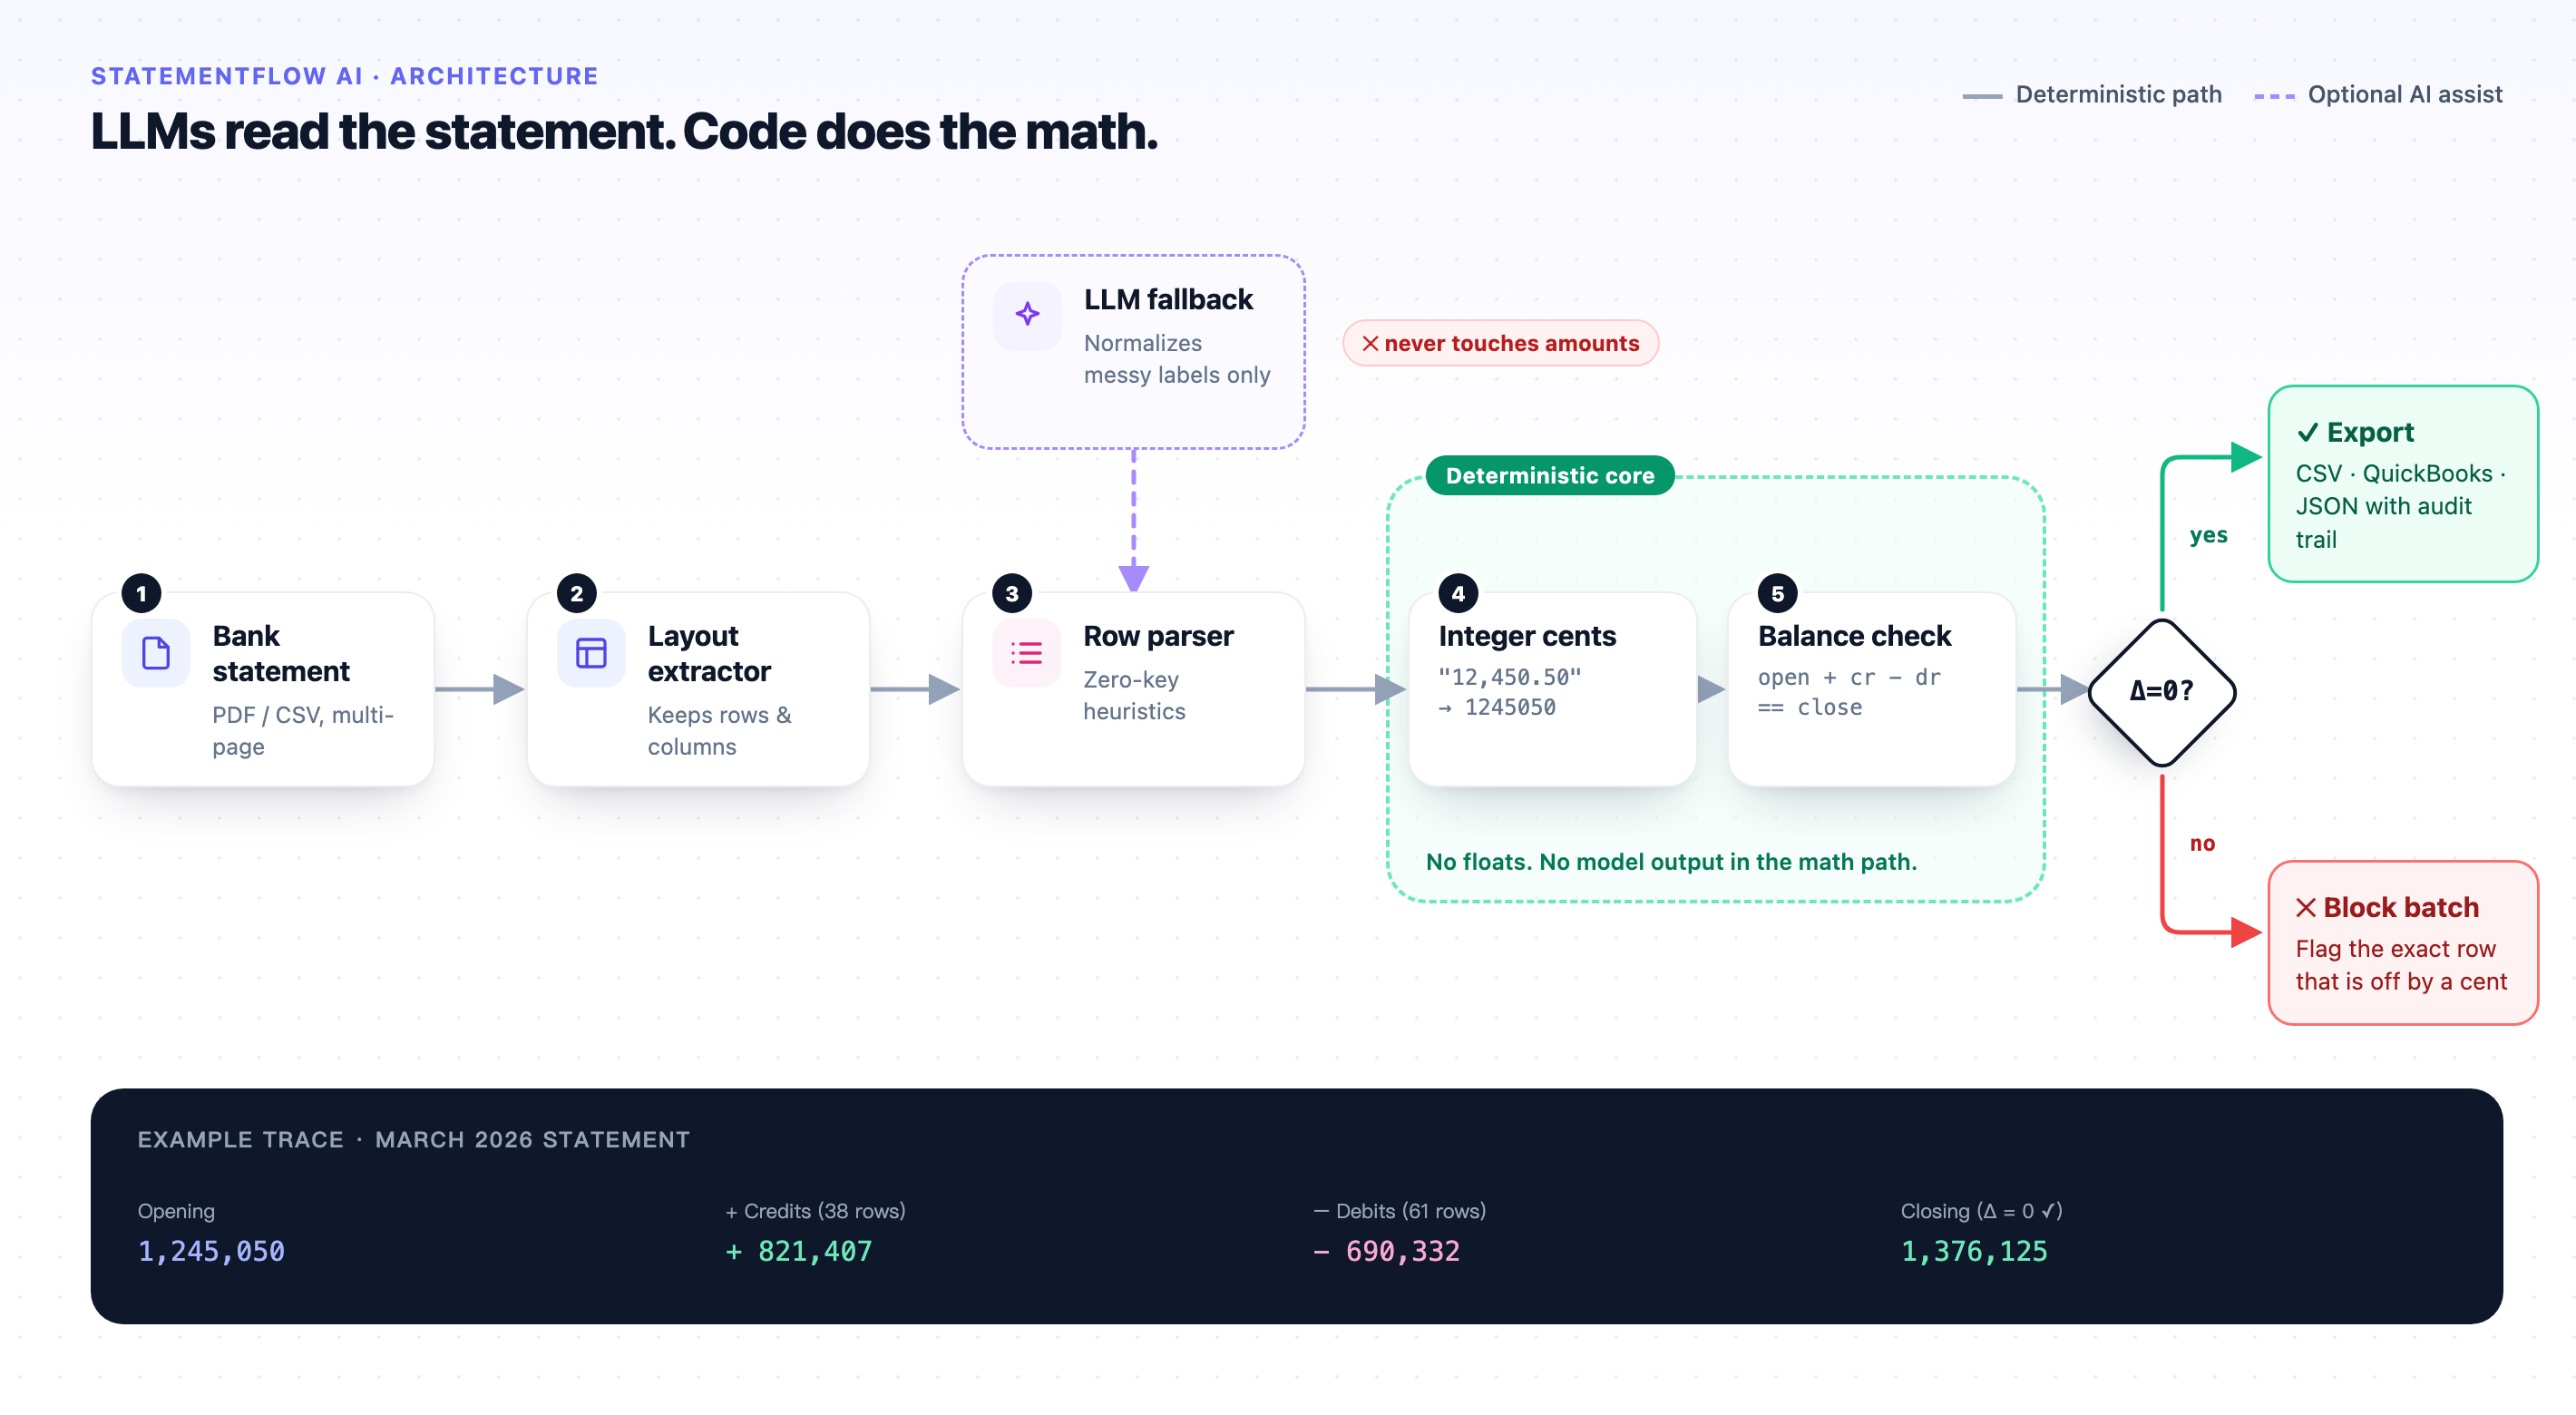 STATEMENTFLOW AI · ARCHITECTURE
LLMs read the statement. Code does the math.
Deterministic path
Optional AI assist
LLM fallback
Normalizes
messy labels only
✕ never touches amounts
✓ Export
CSV · QuickBooks ·
JSON with audit
trail
Deterministic core
yes
1
Bank
statement
PDF / CSV, multi-
page
2
Layout
extractor
Keeps rows &
columns
3
Row parser
Zero-key
heuristics
4
Integer cents
"12,450.50"
→ 1245050
5
Balance check
open + cr − dr
== close
Δ=0?
No floats. No model output in the math path.
no
✕ Block batch
Flag the exact row
that is off by a cent
EXAMPLE TRACE · MARCH 2026 STATEMENT
Opening
1,245,050
+ Credits (38 rows)
+ 821,407
− Debits (61 rows)
− 690,332
Closing (Δ = 0 ✓)
1,376,125